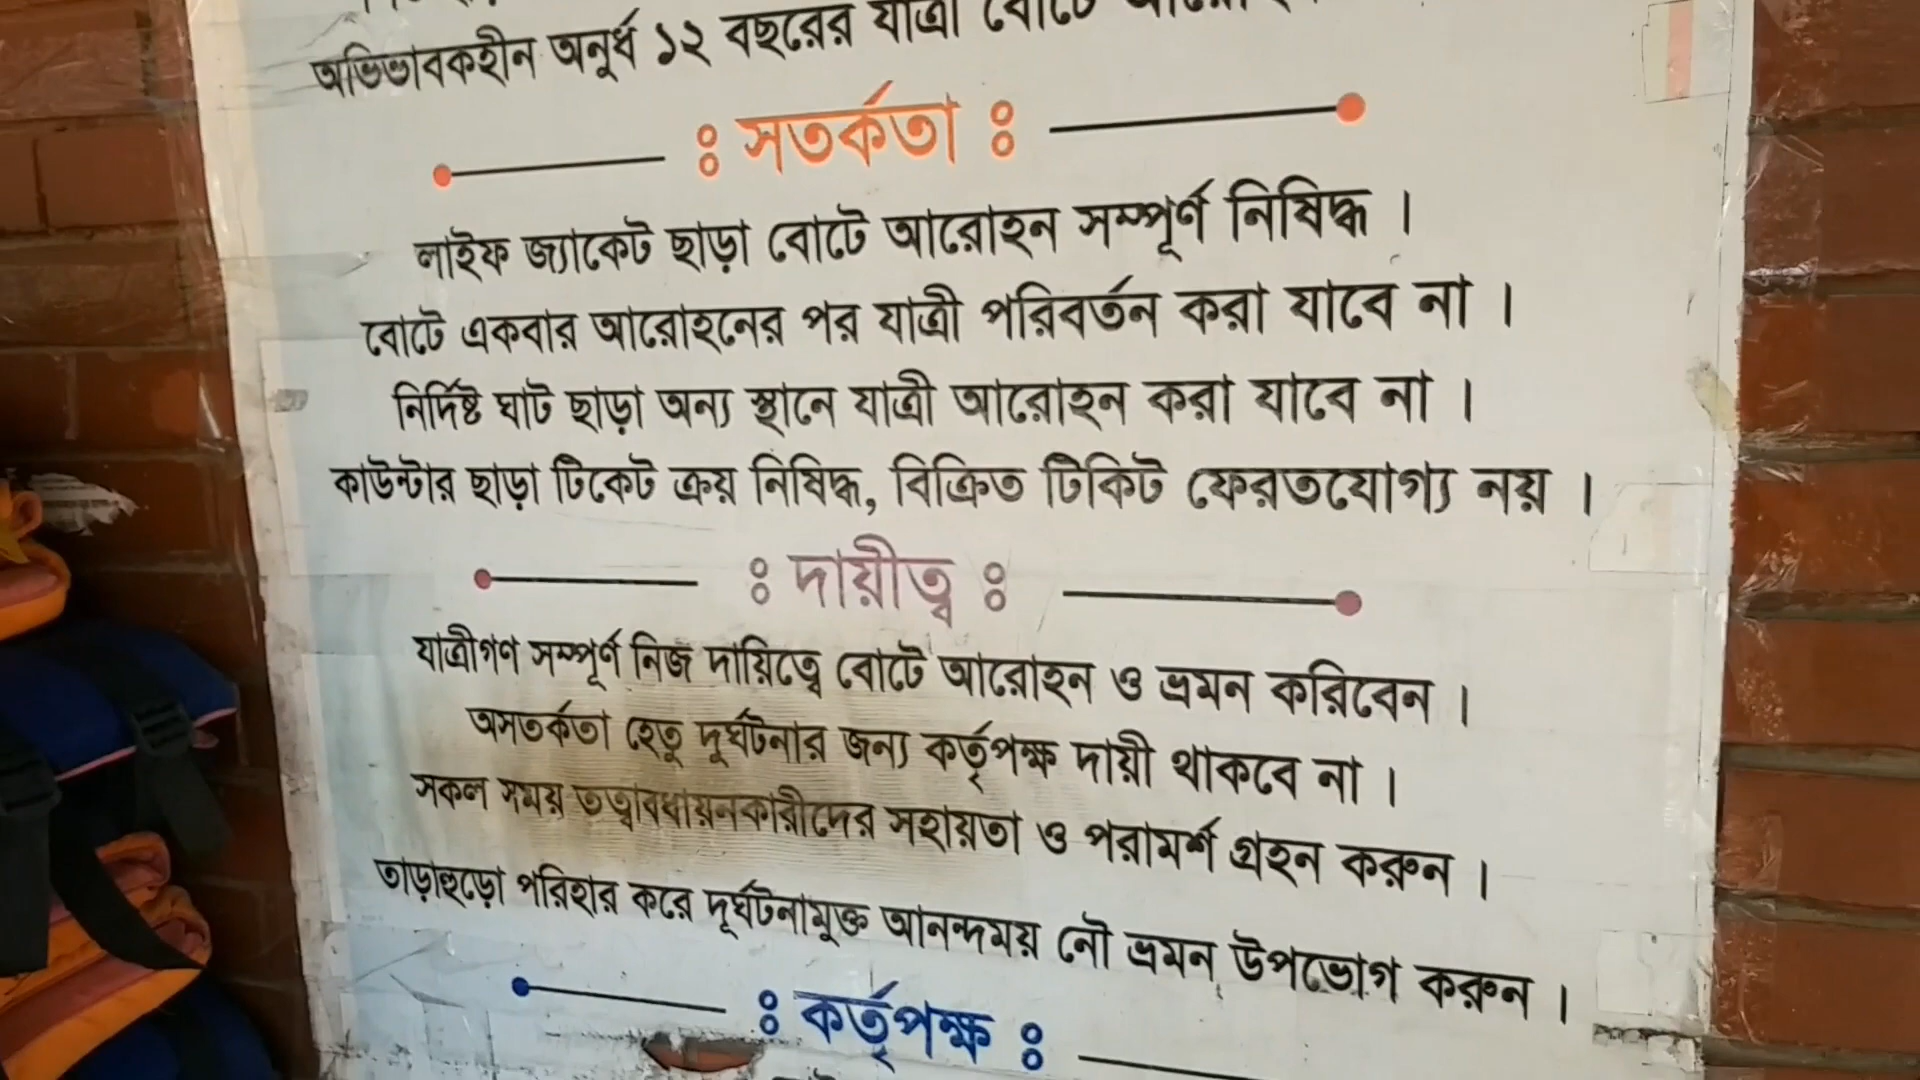 অভিভাবকহীন অনুর্ধ ১২ বছরের যাত্রী বোটে
ঃ সতর্কতা ঃ
লাইফ জ্যাকেট ছাড়া বোটে আরোহন সম্পূর্ণ নিষিদ্ধ ।
বোটে একবার আরোহনের পর যাত্রী পরিবর্তন করা যাবে না ।
নির্দিষ্ট ঘাট ছাড়া অন্য স্থানে যাত্রী আরোহন করা যাবে না ।
কাউন্টার ছাড়া টিকেট ক্রয় নিষিদ্ধ, বিক্রিত টিকিট ফেরতযোগ্য নয় ।
ঃ দায়ীত্ব ঃ
যাত্রীগণ সম্পূর্ণ নিজ দায়িত্বে বোটে আরোহন ও ভ্রমন করিবেন ।
অসতর্কতা হেতু দুর্ঘটনার জন্য কর্তৃপক্ষ দায়ী থাকবে না ।
সকল সময় তত্বাবধায়নকারীদের সহায়তা ও পরামর্শ গ্রহন করুন ।
তাড়াহুড়ো পরিহার করে দূর্ঘটনামুক্ত আনন্দময় নৌ ভ্রমন উপভোগ করুন ।
ঃ কর্তৃপক্ষ ঃ